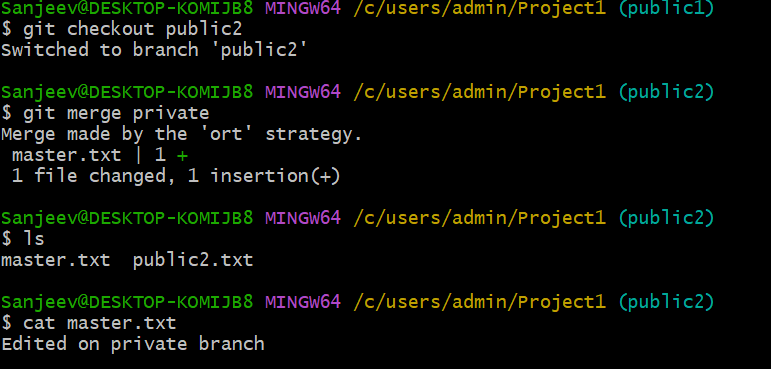 Sanjeev@DESKTOP-KOMIJB8 MINGW64 /c/users/admin/Project1 (public1)
$ git checkout public2
Switched to branch 'public2'
Sanjeev@DESKTOP-KOMIJB8 MINGW64 /c/users/admin/Project1 (public2)
$ git merge private
Merge made by the 'ort' strategy.
master.txt | 1 +
1 file changed, 1 insertion(+)
Sanjeev@DESKTOP-KOMIJB8 MINGW64 /c/users/admin/Project1 (public2)
$ ls
master.txt  public2.txt
Sanjeev@DESKTOP-KOMIJB8 MINGW64 /c/users/admin/Project1 (public2)
$ cat master.txt
Edited on private branch